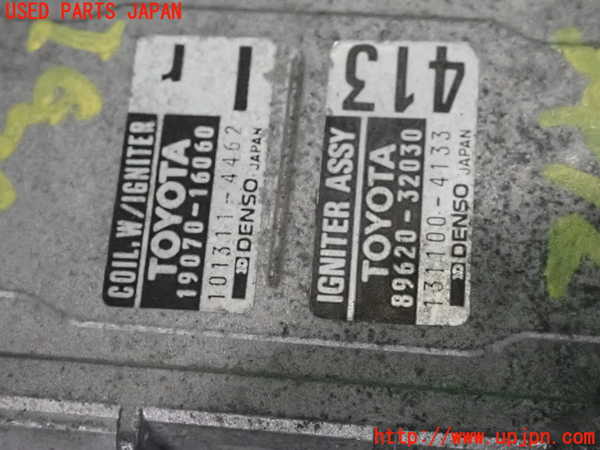 USED PARTS JAPAN
COIL.W/IGNITER
TOYOTA
19070-16060
101311-4462
DENSO JAPAN
413
IGNITER ASSY
TOYOTA
89620-32030
131100-4133
DENSO JAPAN
http://www.upjpn.com/